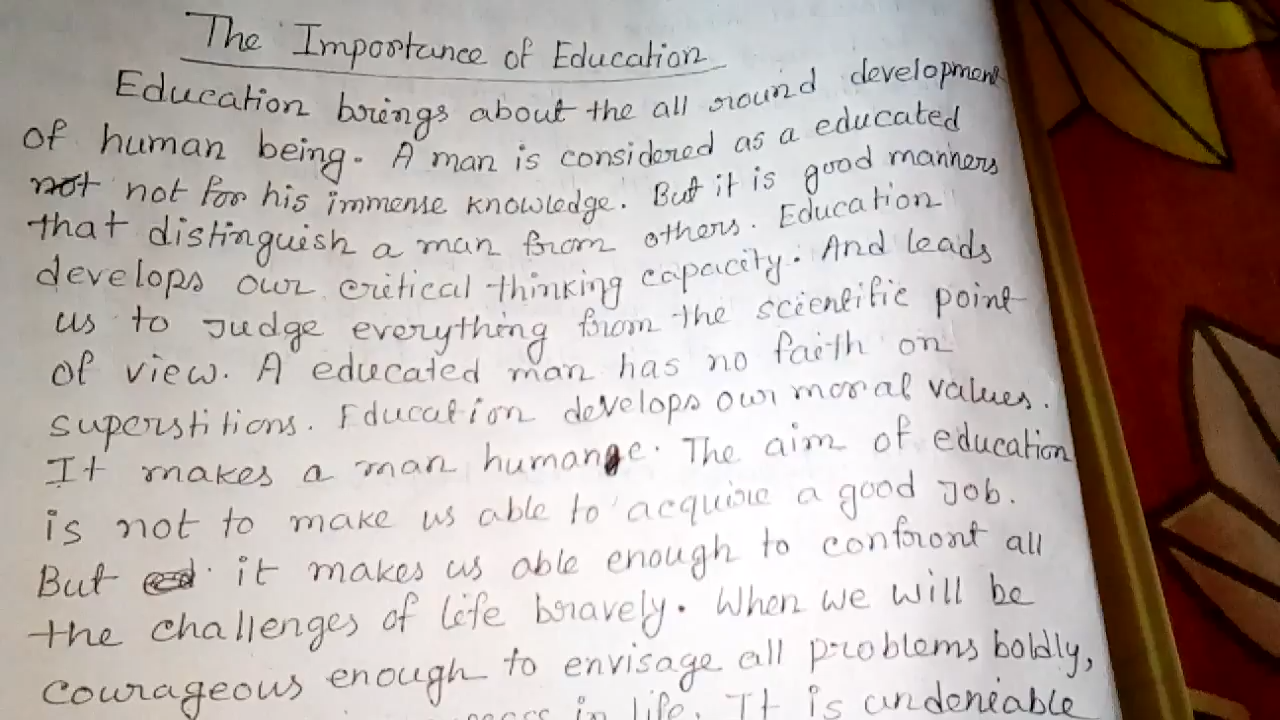 The Importance of Education
Education brings about the all round development
of human being. A man is considered as a educated
not not for his immense knowledge. But it is good manners
that distinguish a man from others. Education
develops our critical thinking capacity. And leads
us to Judge everything from the scientific point
of view. A educated man has no faith on
superstitions. Education develops our moral values.
It makes a man humane. The aim of education
is not to make us able to acquire a good Job.
But it makes us able enough to confront all
the challenges of life bravely. When we will be
courageous enough to envisage all problems boldly,
in life. It is undeniable